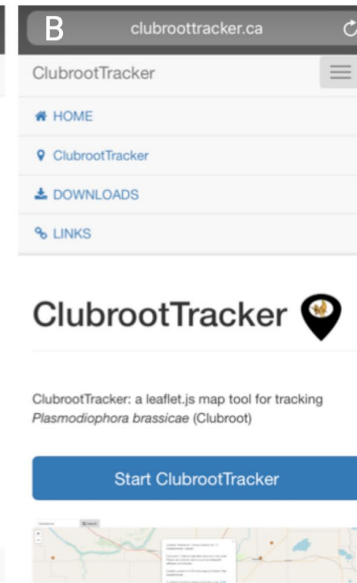 B
clubroottracker.ca
ClubrootTracker
HOME
ClubrootTracker
DOWNLOADS
LINKS
ClubrootTracker
ClubrootTracker: a leaflet.js map tool for tracking
Plasmodiophora brassicae (Clubroot)
Start ClubrootTracker